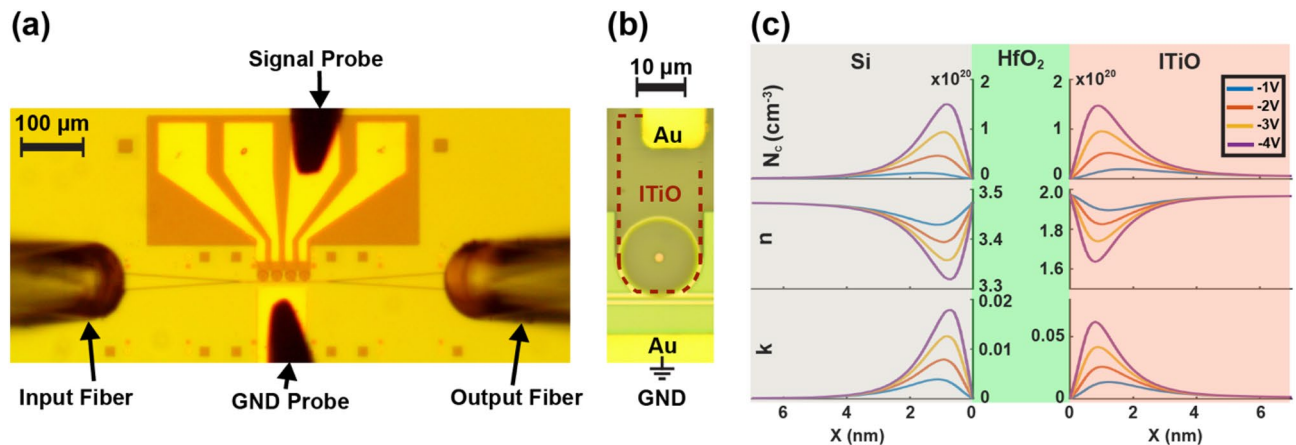 (a)
Signal Probe
100 µm
Input Fiber
GND Probe
Output Fiber
(b)
10 µm
Au
ITiO
Au
GND
(c)
Si
HfO₂
ITiO
x10²⁰
2
2
x10²⁰
-1V
-2V
-3V
-4V
N_c (cm⁻³)
1
1
0
0
n
3.5
2.0
3.4
1.8
3.3
1.6
k
0.02
0.01
0.05
0
0
6
4
2
0
0
2
4
6
X (nm)
X (nm)